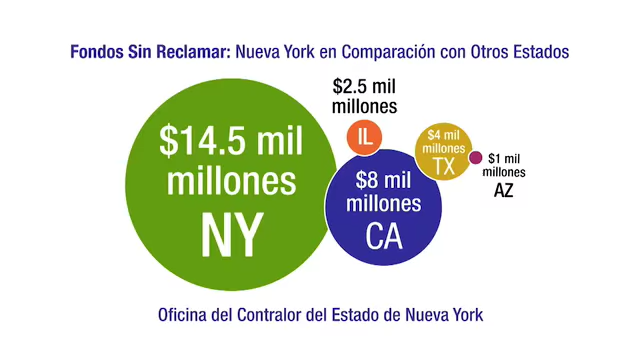 Fondos Sin Reclamar: Nueva York en Comparación con Otros Estados
$14.5 mil
millones
NY
$2.5 mil
millones
IL
$8 mil
millones
CA
$4 mil
millones
TX
$1 mil
millones
AZ
Oficina del Contralor del Estado de Nueva York